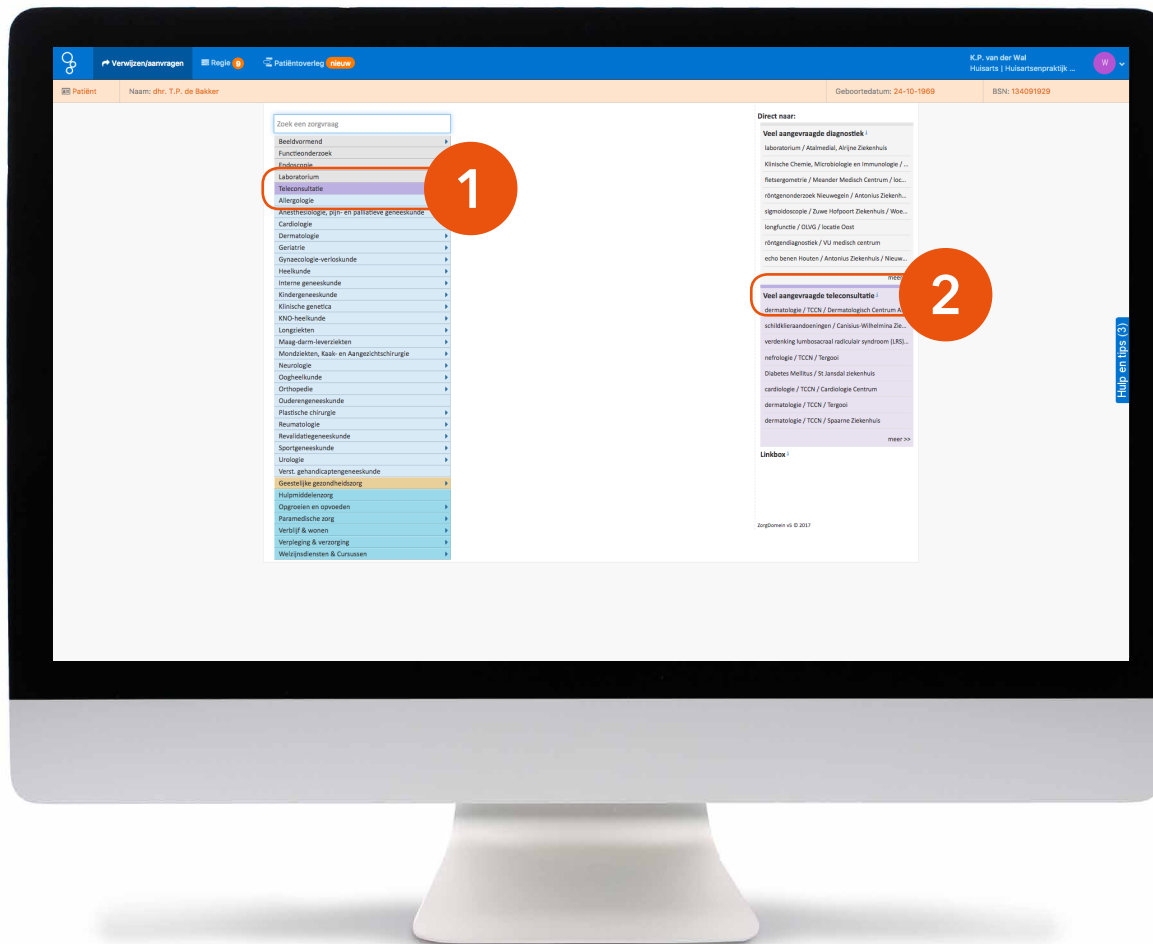 Verwijzen/aanvragen
Regie 9
Patiëntoverleg nieuw
K.P. van der Wal
Huisarts | Huisartsenpraktijk ...
W
Patiënt
Naam: dhr. T.P. de Bakker
Geboortedatum: 24-10-1969
BSN: 134091929
Zoek een zorgvraag
Beeldvormend
Functieonderzoek
Endoscopie
Laboratorium
Teleconsultatie
Allergologie
Anesthesiologie, pijn- en palliatieve geneeskunde
Cardiologie
Dermatologie
Geriatrie
Gynaecologie-verloskunde
Heelkunde
Interne geneeskunde
Kindergeneeskunde
Klinische genetica
KNO-heelkunde
Longziekten
Maag-darm-leverziekten
Mondziekten, Kaak- en Aangezichtschirurgie
Neurologie
Oogheelkunde
Orthopedie
Ouderengeneeskunde
Plastische chirurgie
Reumatologie
Revalidatiegeneeskunde
Sportgeneeskunde
Urologie
Verst. gehandicaptengeneeskunde
Geestelijke gezondheidszorg
Hulpmiddelenzorg
Opgroeien en opvoeden
Paramedische zorg
Verblijf & wonen
Verpleging & verzorging
Welzijnsdiensten & Cursussen
1
Direct naar:
Veel aangevraagde diagnostiek i
laboratorium / Atalmedial, Alrijne Ziekenhuis
Klinische Chemie, Microbiologie en Immunologie / ...
fietsergometrie / Meander Medisch Centrum / loc...
röntgenonderzoek Nieuwegein / Antonius Ziekenh...
sigmoidoscopie / Zuwe Hofpoort Ziekenhuis / Woe...
longfunctie / OLVG / locatie Oost
röntgendiagnostiek / VU medisch centrum
echo benen Houten / Antonius Ziekenhuis / Nieuw...
meer
Veel aangevraagde teleconsultatie i
dermatologie / TCCN / Dermatologisch Centrum A
schildklieraandoeningen / Canisius-Wilhelmina Zie...
verdenking lumbosacraal radiculair syndroom (LRS)...
nefrologie / TCCN / Tergooi
Diabetes Mellitus / St Jansdal ziekenhuis
cardiologie / TCCN / Cardiologie Centrum
dermatologie / TCCN / Tergooi
dermatologie / TCCN / Spaarne Ziekenhuis
meer >>
2
Linkbox i
ZorgDomein v5 © 2017
Hulp en tips (3)